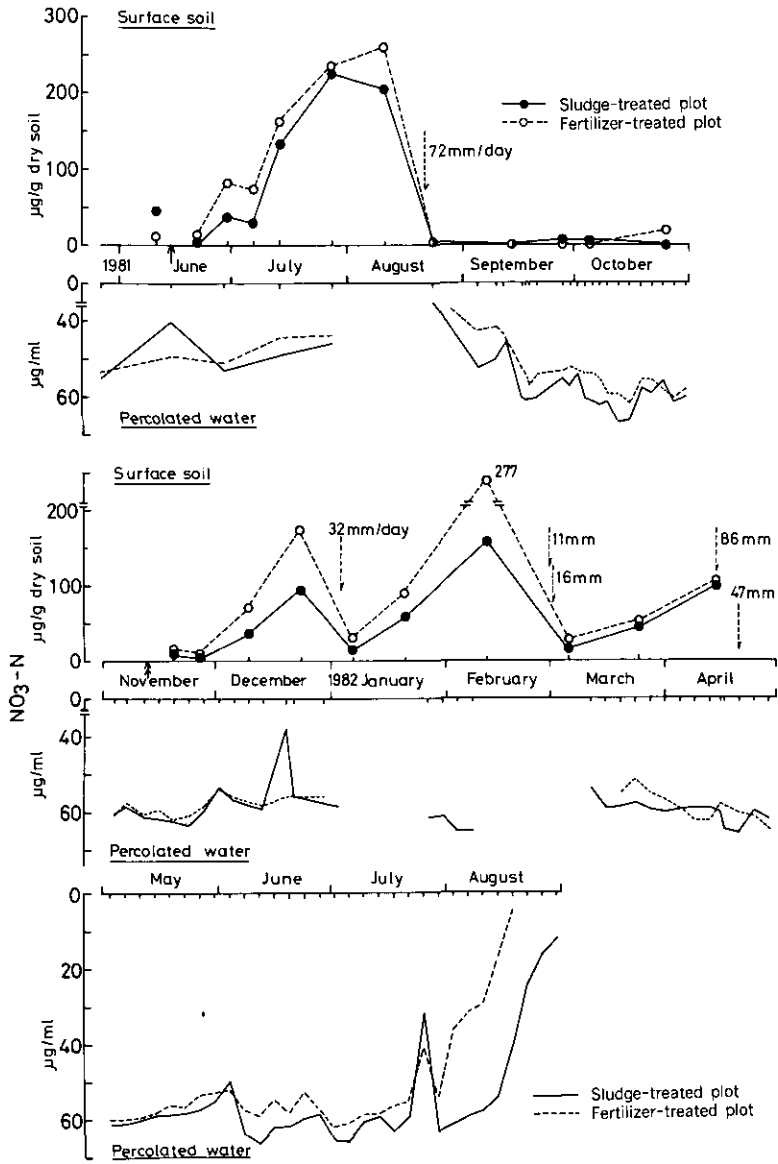 Surface soil
300
200
100
0
µg/g dry soil
Sludge-treated plot
Fertilizer-treated plot
72mm/day
1981 June July August September October
0
40
60
µg/ml
Percolated water
Surface soil
200
100
0
µg/g dry soil
277
32mm/day
11mm
16mm
86mm
47mm
NO3-N
November December 1982 January February March April
0
40
60
µg/ml
Percolated water
May June July August
0
20
40
60
µg/ml
Sludge-treated plot
Fertilizer-treated plot
Percolated water